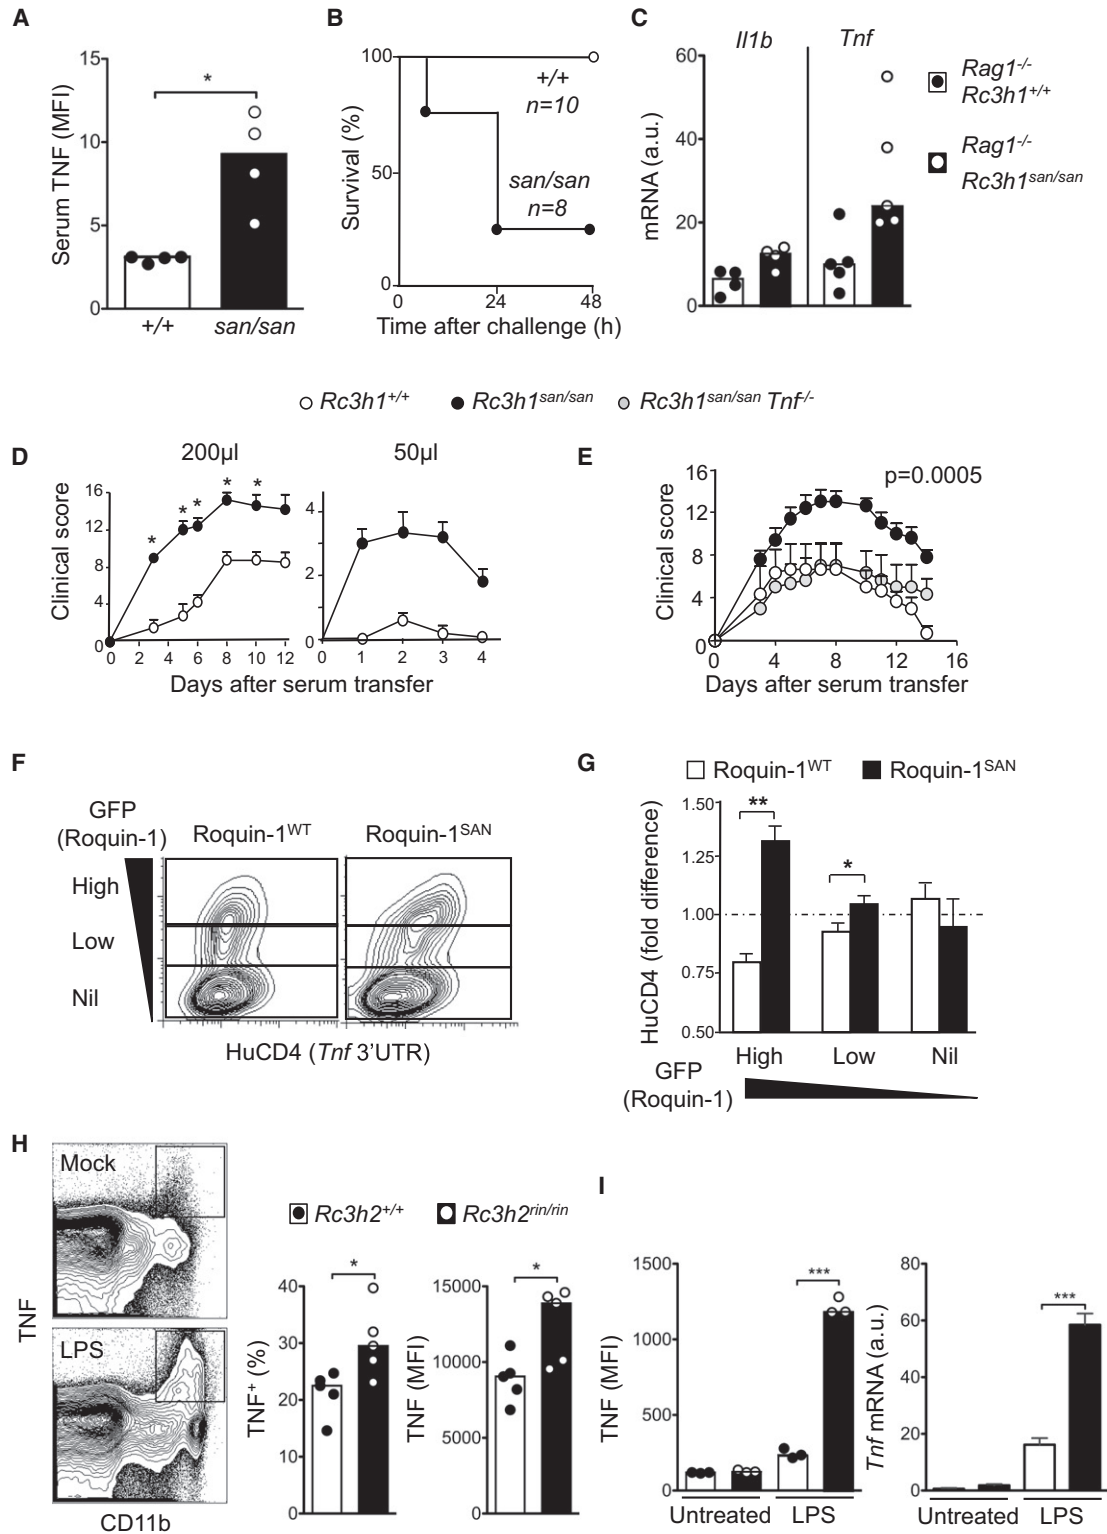 A
Serum TNF (MFI)
15
10
5
0
*
+/+
san/san
B
Survival (%)
100
50
0
+/+
n=10
san/san
n=8
0
24
48
Time after challenge (h)
C
Il1b
Tnf
mRNA (a.u.)
60
40
20
0
Rag1-/-
Rc3h1+/+
Rag1-/-
Rc3h1san/san
Rc3h1+/+
Rc3h1san/san
Rc3h1san/san Tnf-/-
D
200µl
50µl
Clinical score
16
12
8
4
0
* * * * *
0 2 4 6 8 10 12
4
2
0
0 1 2 3 4
Days after serum transfer
E
p=0.0005
Clinical score
16
12
8
4
0
0 4 8 12 16
Days after serum transfer
F
GFP
(Roquin-1)
Roquin-1WT
Roquin-1SAN
High
Low
Nil
HuCD4 (Tnf 3'UTR)
G
Roquin-1WT
Roquin-1SAN
HuCD4 (fold difference)
1.50
1.25
1.00
0.75
0.50
**
*
High
Low
Nil
GFP
(Roquin-1)
H
Mock
LPS
TNF
CD11b
Rc3h2+/+
Rc3h2rin/rin
TNF+ (%)
40
30
20
10
0
*
TNF (MFI)
15000
10000
5000
0
*
I
TNF (MFI)
1500
1000
500
0
***
Untreated
LPS
Tnf mRNA (a.u.)
80
60
40
20
0
***
Untreated
LPS